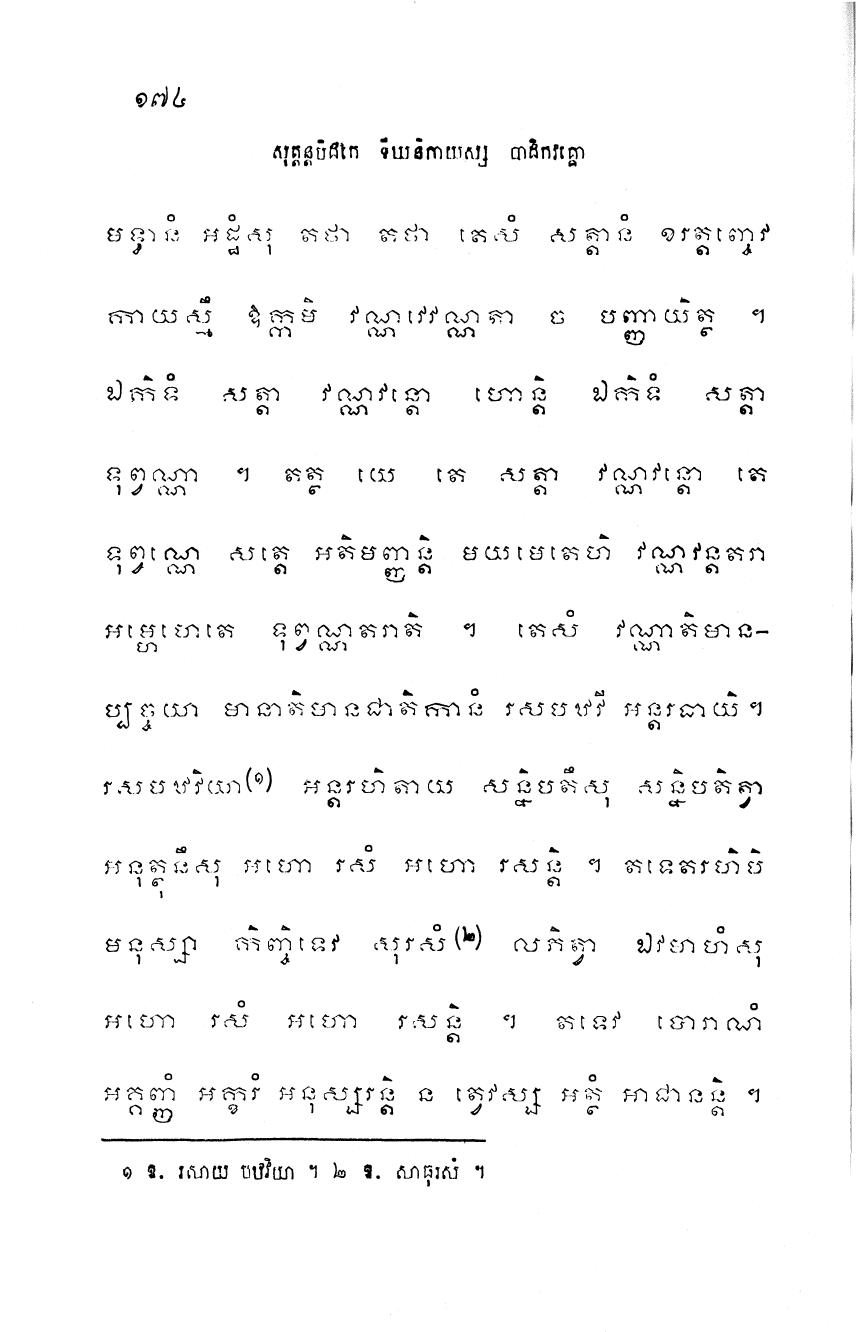 ១៧៤
សុត្តន្តបិដកេ ទីឃនិកាយស្ស បាដិកវគ្គោ
មទ្ធានំ អដ្ឋំសុ តថា តថា តេសំ សត្តានំ ខរត្តញ្ចេវ
កាយស្មឹ ឱក្កមិ វណ្ណវេវណ្ណតា ច បញ្ញាយិត្ថ ។
ឯកិទំ សត្តា វណ្ណវន្តោ ហោន្តិ ឯកិទំ សត្តា
ទុព្វណ្ណា ។ តត្ថ យេ តេ សត្តា វណ្ណវន្តោ តេ
ទុព្វណ្ណេ សត្តេ អតិមញ្ញន្តិ មយមេតេហិ វណ្ណវន្តតរា
អម្ហេហេតេ ទុព្វណ្ណតរាតិ ។ តេសំ វណ្ណាតិមាន-
ប្បច្ចយា មានាតិមានជាតិកានំ រសបឋវី អន្តរធាយិ ។
រសបឋវិយា(១) អន្តរហិតាយ សន្និបតឹសុ សន្និបតិត្វា
អនុត្ថុនឹសុ អហោ រសំ អហោ រសន្តិ ។ តទេតរហិបិ
មនុស្សា កិញ្ចិទេវ សុរសំ(២) លភិត្វា ឯវមាហំសុ
អហោ រសំ អហោ រសន្តិ ។ តទេវ បោរាណំ
អគ្គញ្ញំ អក្ខរំ អនុស្សរន្តិ ន ត្វេវស្ស អត្ថំ អាជានន្តិ ។
១ ឱ. រសាយ បឋវិយា ។ ២ ឱ. សាធុរសំ ។